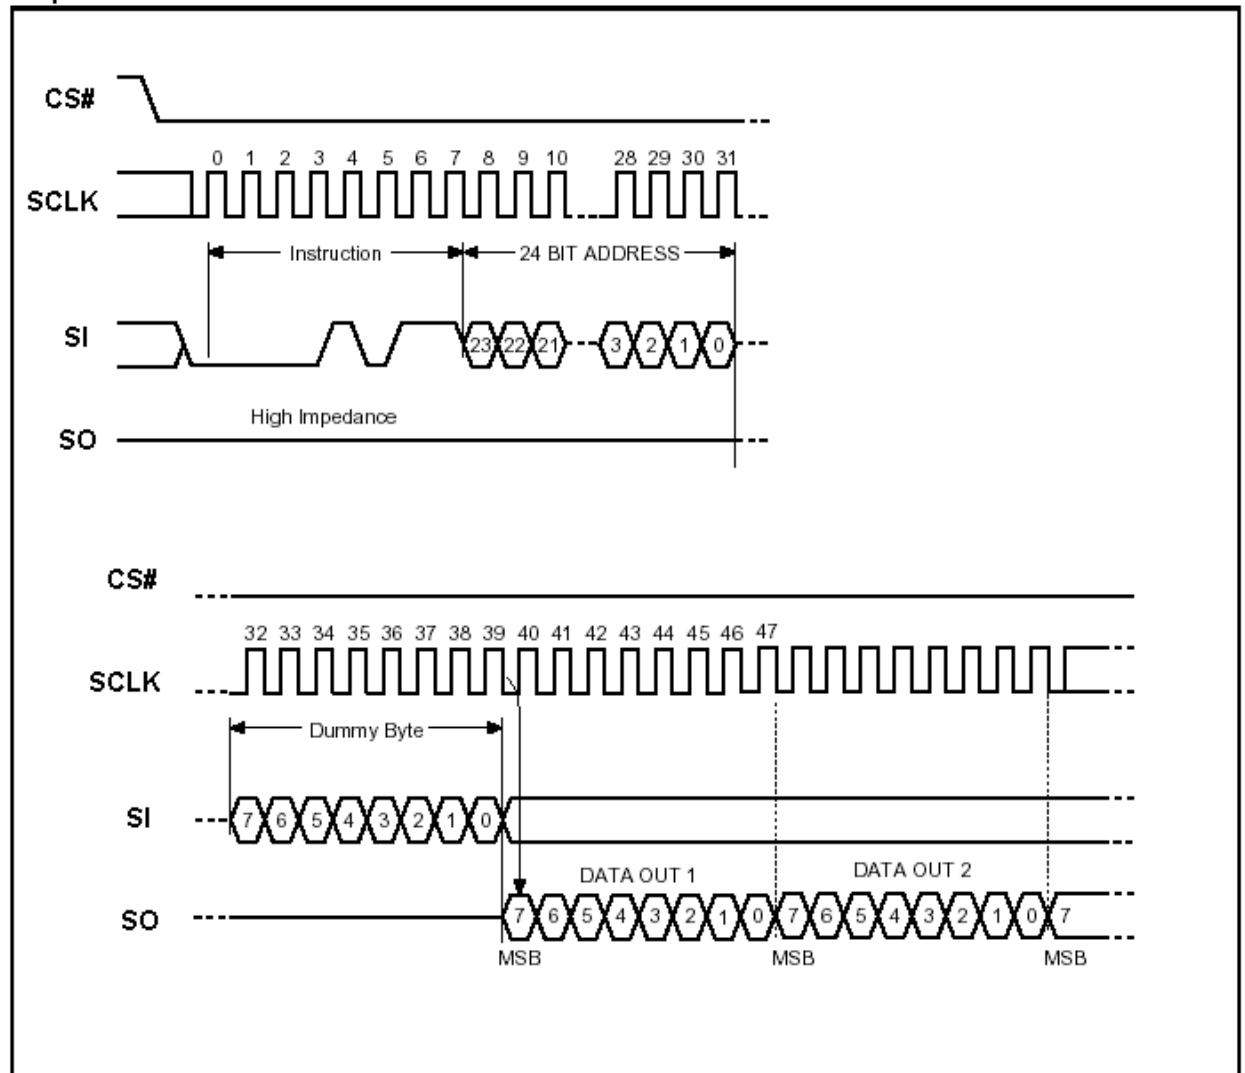 CS#
0 1 2 3 4 5 6 7 8 9 10 28 29 30 31
SCLK
Instruction 24 BIT ADDRESS
SI
23 22 21 3 2 1 0
High Impedance
SO
CS#
32 33 34 35 36 37 38 39 40 41 42 43 44 45 46 47
SCLK
Dummy Byte
SI
7 6 5 4 3 2 1 0
DATA OUT 1 DATA OUT 2
SO
7 6 5 4 3 2 1 0 7 6 5 4 3 2 1 0 7
MSB MSB MSB